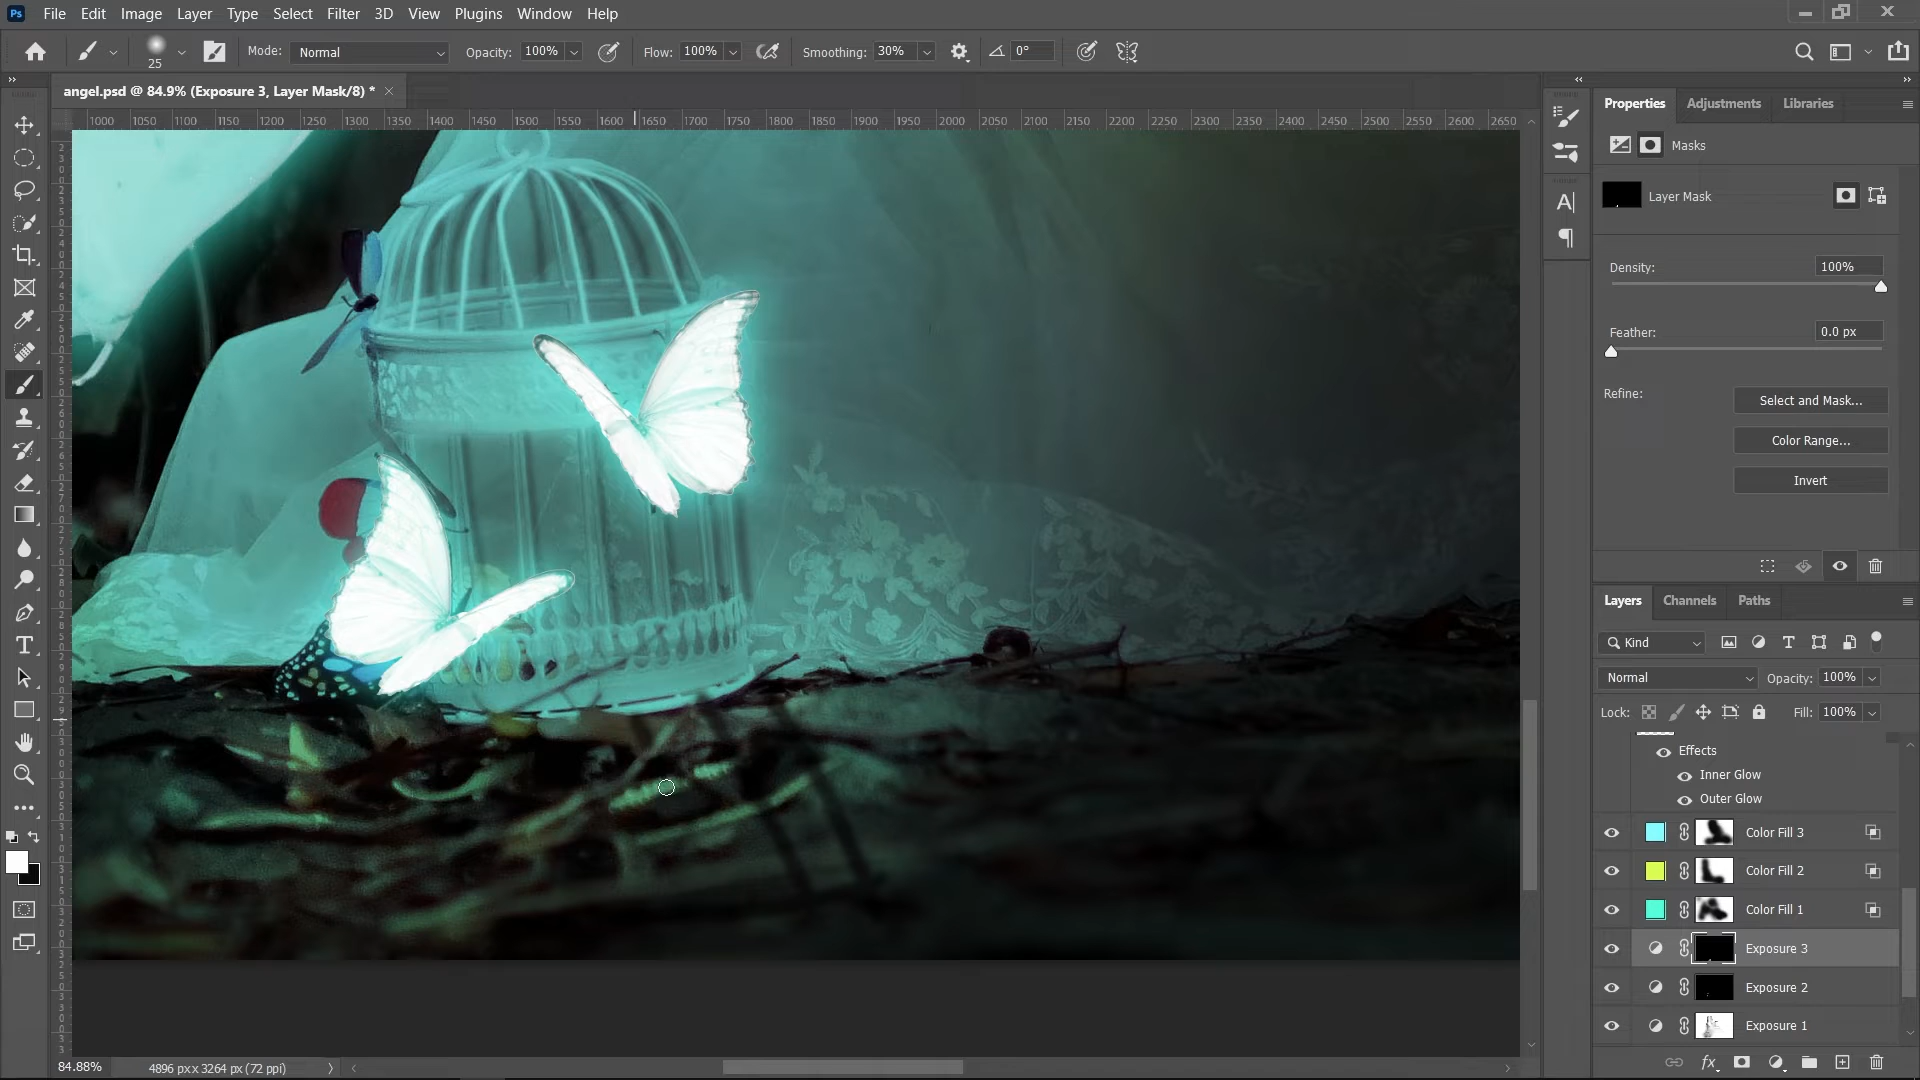 Ps File Edit Image Layer Type Select Filter 3D View Plugins Window Help
25 Mode: Normal Opacity: 100% Flow: 100% Smoothing: 30% 0°
angel.psd @ 84.9% (Exposure 3, Layer Mask/8) *
1000 1050 1100 1150 1200 1250 1300 1350 1400 1450 1500 1550 1600 1650 1700 1750 1800 1850 1900 1950 2000 2050 2100 2150 2200 2250 2300 2350 2400 2450 2500 2550 2600 2650
Properties Adjustments Libraries
Masks
Layer Mask
Density: 100%
Feather: 0.0 px
Refine: Select and Mask...
Color Range...
Invert
Layers Channels Paths
Kind
Normal Opacity: 100%
Lock: Fill: 100%
Effects
Inner Glow
Outer Glow
Color Fill 3
Color Fill 2
Color Fill 1
Exposure 3
Exposure 2
Exposure 1
84.88% 4896 px x 3264 px (72 ppi)